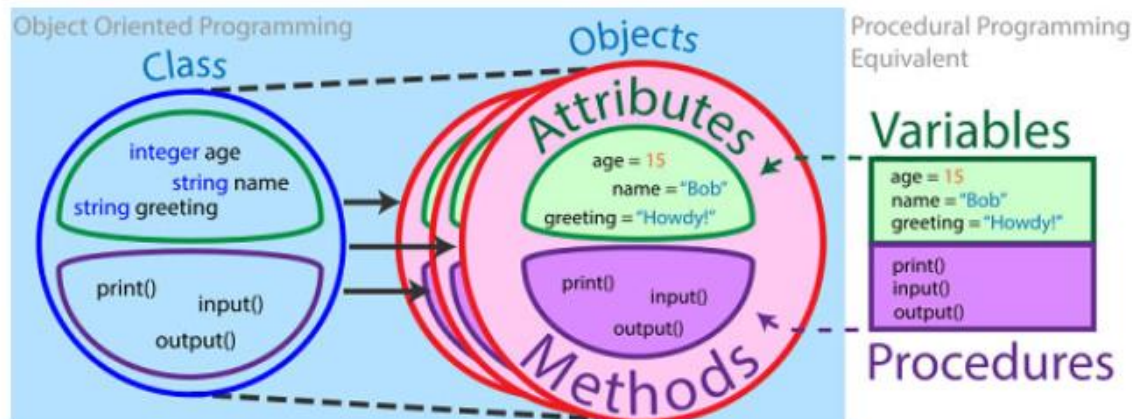 Object Oriented Programming
Class
integer age
string name
string greeting
print()
input()
output()
Objects
Attributes
age = 15
name = “Bob”
greeting = “Howdy!”
print()
input()
output()
Methods
Procedural Programming
Equivalent
Variables
age = 15
name = “Bob”
greeting = “Howdy!”
print()
input()
output()
Procedures